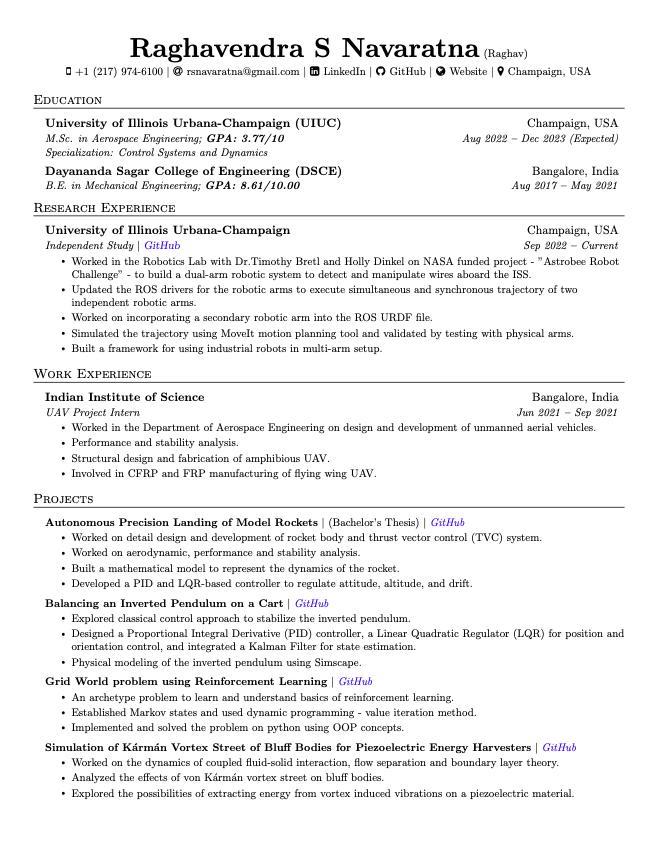 Raghavendra S Navaratna (Raghav)
+1 (217) 974-6100 | rsnavaratna@gmail.com | LinkedIn | GitHub | Website | Champaign, USA
Education
University of Illinois Urbana-Champaign (UIUC) Champaign, USA
M.Sc. in Aerospace Engineering; GPA: 3.77/10 Aug 2022 – Dec 2023 (Expected)
Specialization: Control Systems and Dynamics
Dayananda Sagar College of Engineering (DSCE) Bangalore, India
B.E. in Mechanical Engineering; GPA: 8.61/10.00 Aug 2017 – May 2021
Research Experience
University of Illinois Urbana-Champaign Champaign, USA
Independent Study | GitHub Sep 2022 – Current
• Worked in the Robotics Lab with Dr.Timothy Bretl and Holly Dinkel on NASA funded project - ”Astrobee Robot
Challenge” - to build a dual-arm robotic system to detect and manipulate wires aboard the ISS.
• Updated the ROS drivers for the robotic arms to execute simultaneous and synchronous trajectory of two
independent robotic arms.
• Worked on incorporating a secondary robotic arm into the ROS URDF file.
• Simulated the trajectory using MoveIt motion planning tool and validated by testing with physical arms.
• Built a framework for using industrial robots in multi-arm setup.
Work Experience
Indian Institute of Science Bangalore, India
UAV Project Intern Jun 2021 – Sep 2021
• Worked in the Department of Aerospace Engineering on design and development of unmanned aerial vehicles.
• Performance and stability analysis.
• Structural design and fabrication of amphibious UAV.
• Involved in CFRP and FRP manufacturing of flying wing UAV.
Projects
Autonomous Precision Landing of Model Rockets | (Bachelor's Thesis) | GitHub
• Worked on detail design and development of rocket body and thrust vector control (TVC) system.
• Worked on aerodynamic, performance and stability analysis.
• Built a mathematical model to represent the dynamics of the rocket.
• Developed a PID and LQR-based controller to regulate attitude, altitude, and drift.
Balancing an Inverted Pendulum on a Cart | GitHub
• Explored classical control approach to stabilize the inverted pendulum.
• Designed a Proportional Integral Derivative (PID) controller, a Linear Quadratic Regulator (LQR) for position and
orientation control, and integrated a Kalman Filter for state estimation.
• Physical modeling of the inverted pendulum using Simscape.
Grid World problem using Reinforcement Learning | GitHub
• An archetype problem to learn and understand basics of reinforcement learning.
• Established Markov states and used dynamic programming - value iteration method.
• Implemented and solved the problem on python using OOP concepts.
Simulation of Kármán Vortex Street of Bluff Bodies for Piezoelectric Energy Harvesters | GitHub
• Worked on the dynamics of coupled fluid-solid interaction, flow separation and boundary layer theory.
• Analyzed the effects of von Kármán vortex street on bluff bodies.
• Explored the possibilities of extracting energy from vortex induced vibrations on a piezoelectric material.